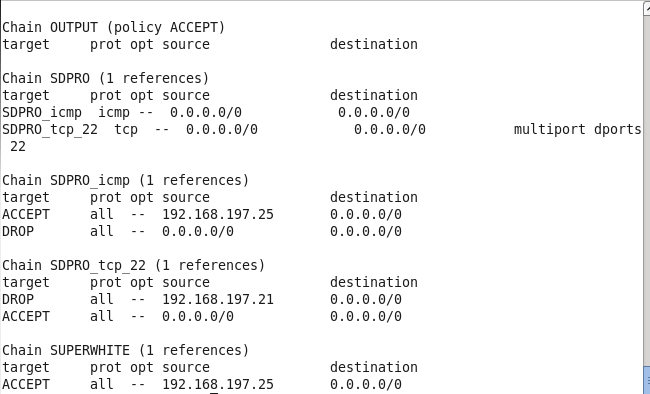 Chain OUTPUT (policy ACCEPT)
target     prot opt source               destination
Chain SDPRO (1 references)
target     prot opt source               destination
SDPRO_icmp  icmp --  0.0.0.0/0            0.0.0.0/0
SDPRO_tcp_22  tcp  --  0.0.0.0/0            0.0.0.0/0           multiport dports
 22
Chain SDPRO_icmp (1 references)
target     prot opt source               destination
ACCEPT     all  --  192.168.197.25       0.0.0.0/0
DROP       all  --  0.0.0.0/0            0.0.0.0/0
Chain SDPRO_tcp_22 (1 references)
target     prot opt source               destination
DROP       all  --  192.168.197.21       0.0.0.0/0
ACCEPT     all  --  0.0.0.0/0            0.0.0.0/0
Chain SUPERWHITE (1 references)
target     prot opt source               destination
ACCEPT     all  --  192.168.197.25       0.0.0.0/0